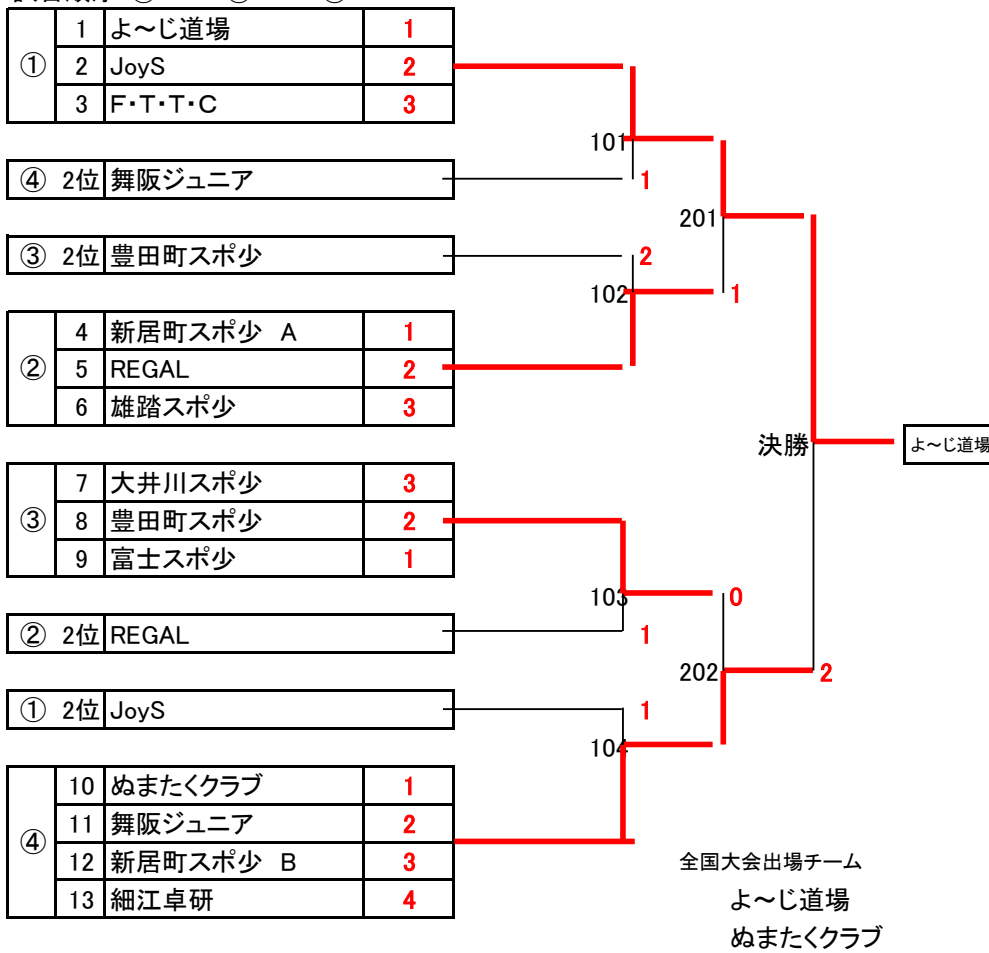 1 よ～じ道場 1
① 2 JoyS 2
3 F・T・T・C 3
101
④ 2位 舞阪ジュニア 1
201
③ 2位 豊田町スポ少 2
102 1
4 新居町スポ少 A 1
② 5 REGAL 2
6 雄踏スポ少 3
決勝 よ～じ道場
7 大井川スポ少 3
③ 8 豊田町スポ少 2
9 富士スポ少 1
103 0
② 2位 REGAL 1
202 2
① 2位 JoyS 1
104
10 ぬまたくクラブ 1
④ 11 舞阪ジュニア 2
12 新居町スポ少 B 3
13 細江卓研 4
全国大会出場チーム
よ～じ道場
ぬまたくクラブ